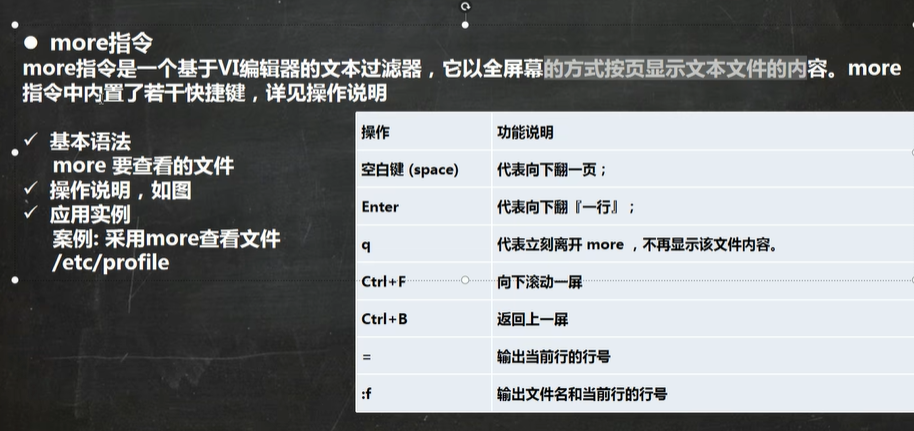 ● more指令
more指令是一个基于VI编辑器的文本过滤器，它以全屏幕的方式按页显示文本文件的内容。more
指令中内置了若干快捷键，详见操作说明
✓ 基本语法
more 要查看的文件
✓ 操作说明，如图
✓ 应用实例
案例: 采用more查看文件
/etc/profile
操作 功能说明
空白键 (space) 代表向下翻一页；
Enter 代表向下翻『一行』；
q 代表立刻离开 more ，不再显示该文件内容。
Ctrl+F 向下滚动一屏
Ctrl+B 返回上一屏
= 输出当前行的行号
:f 输出文件名和当前行的行号